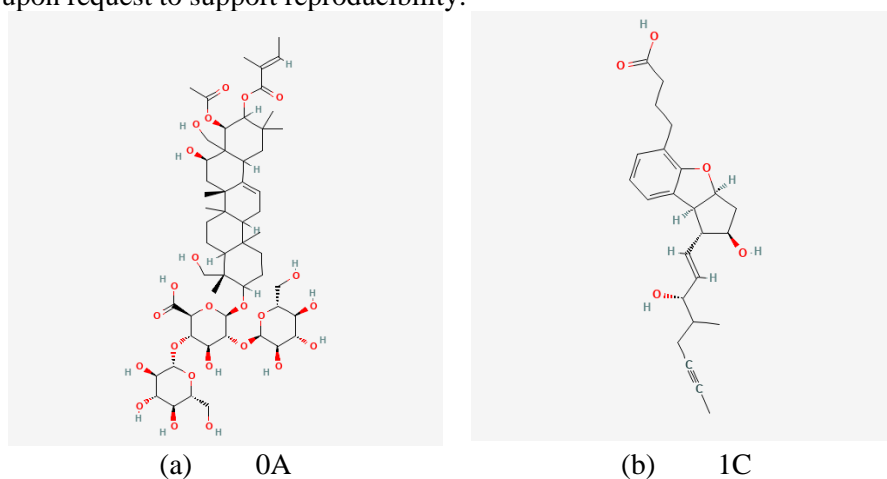 upon request to support reproducibility.
(a) 0A (b) 1C